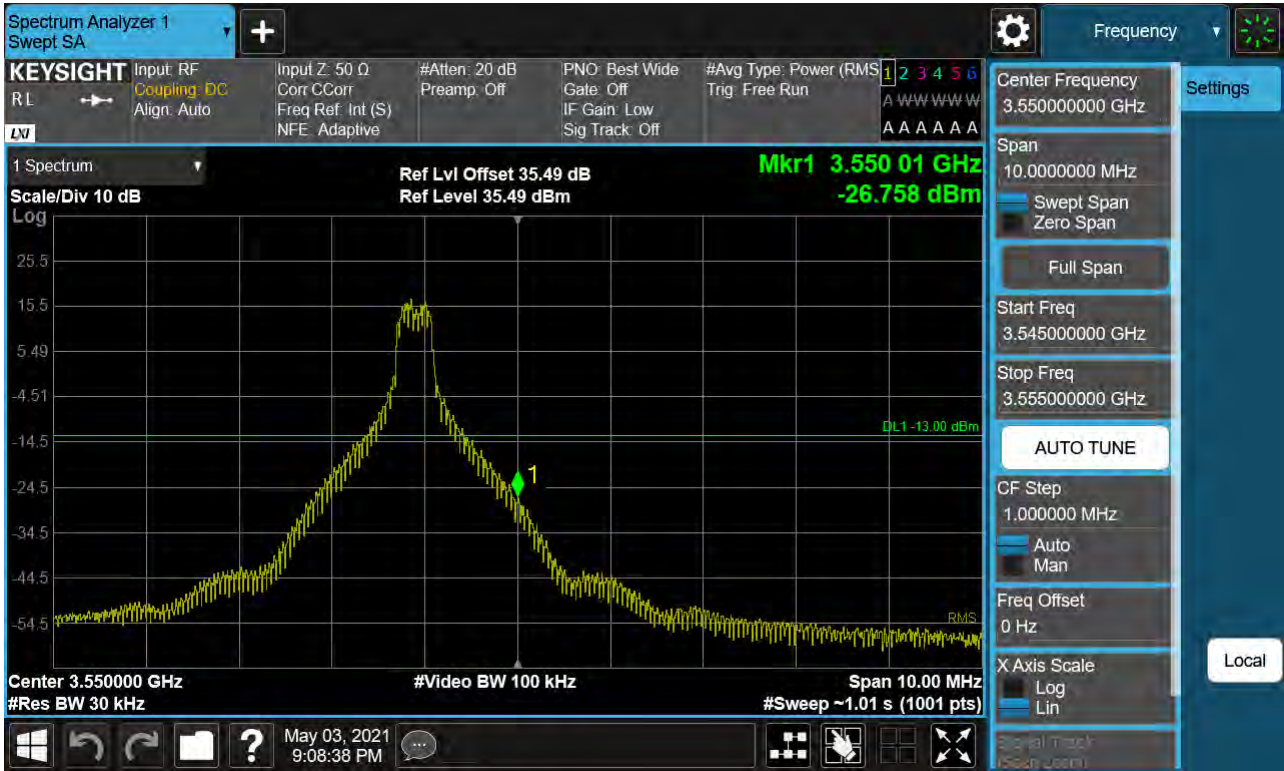 Spectrum Analyzer 1
Swept SA
Frequency
KEYSIGHT
RL
LXI
Input: RF
Coupling: DC
Align: Auto
Input Z: 50 Ω
Corr CCorr
Freq Ref: Int (S)
NFE: Adaptive
#Atten: 20 dB
Preamp: Off
PNO: Best Wide
Gate: Off
IF Gain: Low
Sig Track: Off
#Avg Type: Power (RMS
Trig: Free Run
1 2 3 4 5 6
A W W W W W
A A A A A A
Center Frequency
3.550000000 GHz
Settings
Span
10.0000000 MHz
Swept Span
Zero Span
Full Span
Start Freq
3.545000000 GHz
Stop Freq
3.555000000 GHz
AUTO TUNE
CF Step
1.000000 MHz
Auto
Man
Freq Offset
0 Hz
X Axis Scale
Log
Lin
Signal Track
(Span Zoom)
Local
1 Spectrum
Scale/Div 10 dB
Log
Ref Lvl Offset 35.49 dB
Ref Level 35.49 dBm
Mkr1 3.550 01 GHz
-26.758 dBm
25.5
15.5
5.49
-4.51
DL1 -13.00 dBm
-14.5
1
-24.5
-34.5
-44.5
-54.5
RMS
Center 3.550000 GHz
#Video BW 100 kHz
Span 10.00 MHz
#Res BW 30 kHz
#Sweep ~1.01 s (1001 pts)
?
May 03, 2021
9:08:38 PM